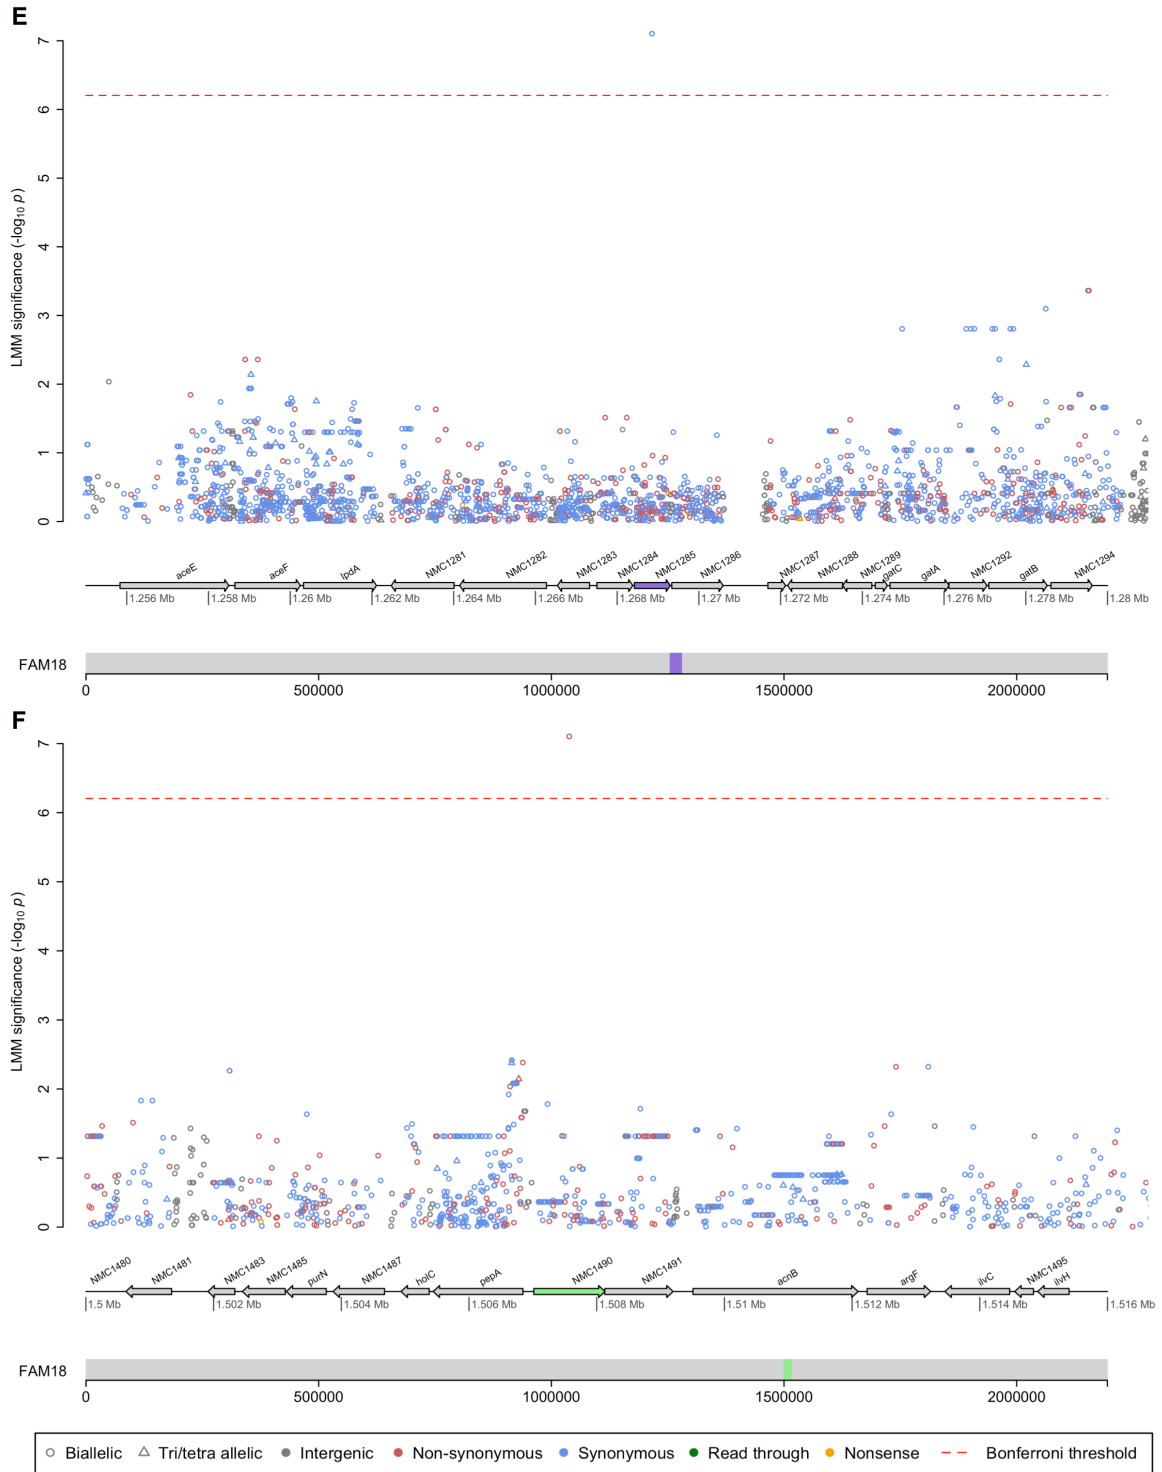 E
7
6
5
4
3
2
1
0
LMM significance (-log10 p)
aceE aceF lpdA NMC1281 NMC1282 NMC1283 NMC1284 NMC1285 NMC1286 NMC1287 NMC1288 NMC1289 gatC gatA NMC1292 gatB NMC1294
1.256 Mb 1.258 Mb 1.26 Mb 1.262 Mb 1.264 Mb 1.266 Mb 1.268 Mb 1.27 Mb 1.272 Mb 1.274 Mb 1.276 Mb 1.278 Mb 1.28 Mb
FAM18
0 500000 1000000 1500000 2000000
F
7
6
5
4
3
2
1
0
LMM significance (-log10 p)
NMC1480 NMC1481 NMC1483 NMC1485 purN NMC1487 holC pepA NMC1490 NMC1491 acnB argF ilvC NMC1495 ilvH
1.5 Mb 1.502 Mb 1.504 Mb 1.506 Mb 1.508 Mb 1.51 Mb 1.512 Mb 1.514 Mb 1.516 Mb
FAM18
0 500000 1000000 1500000 2000000
Biallelic Tri/tetra allelic Intergenic Non-synonymous Synonymous Read through Nonsense Bonferroni threshold